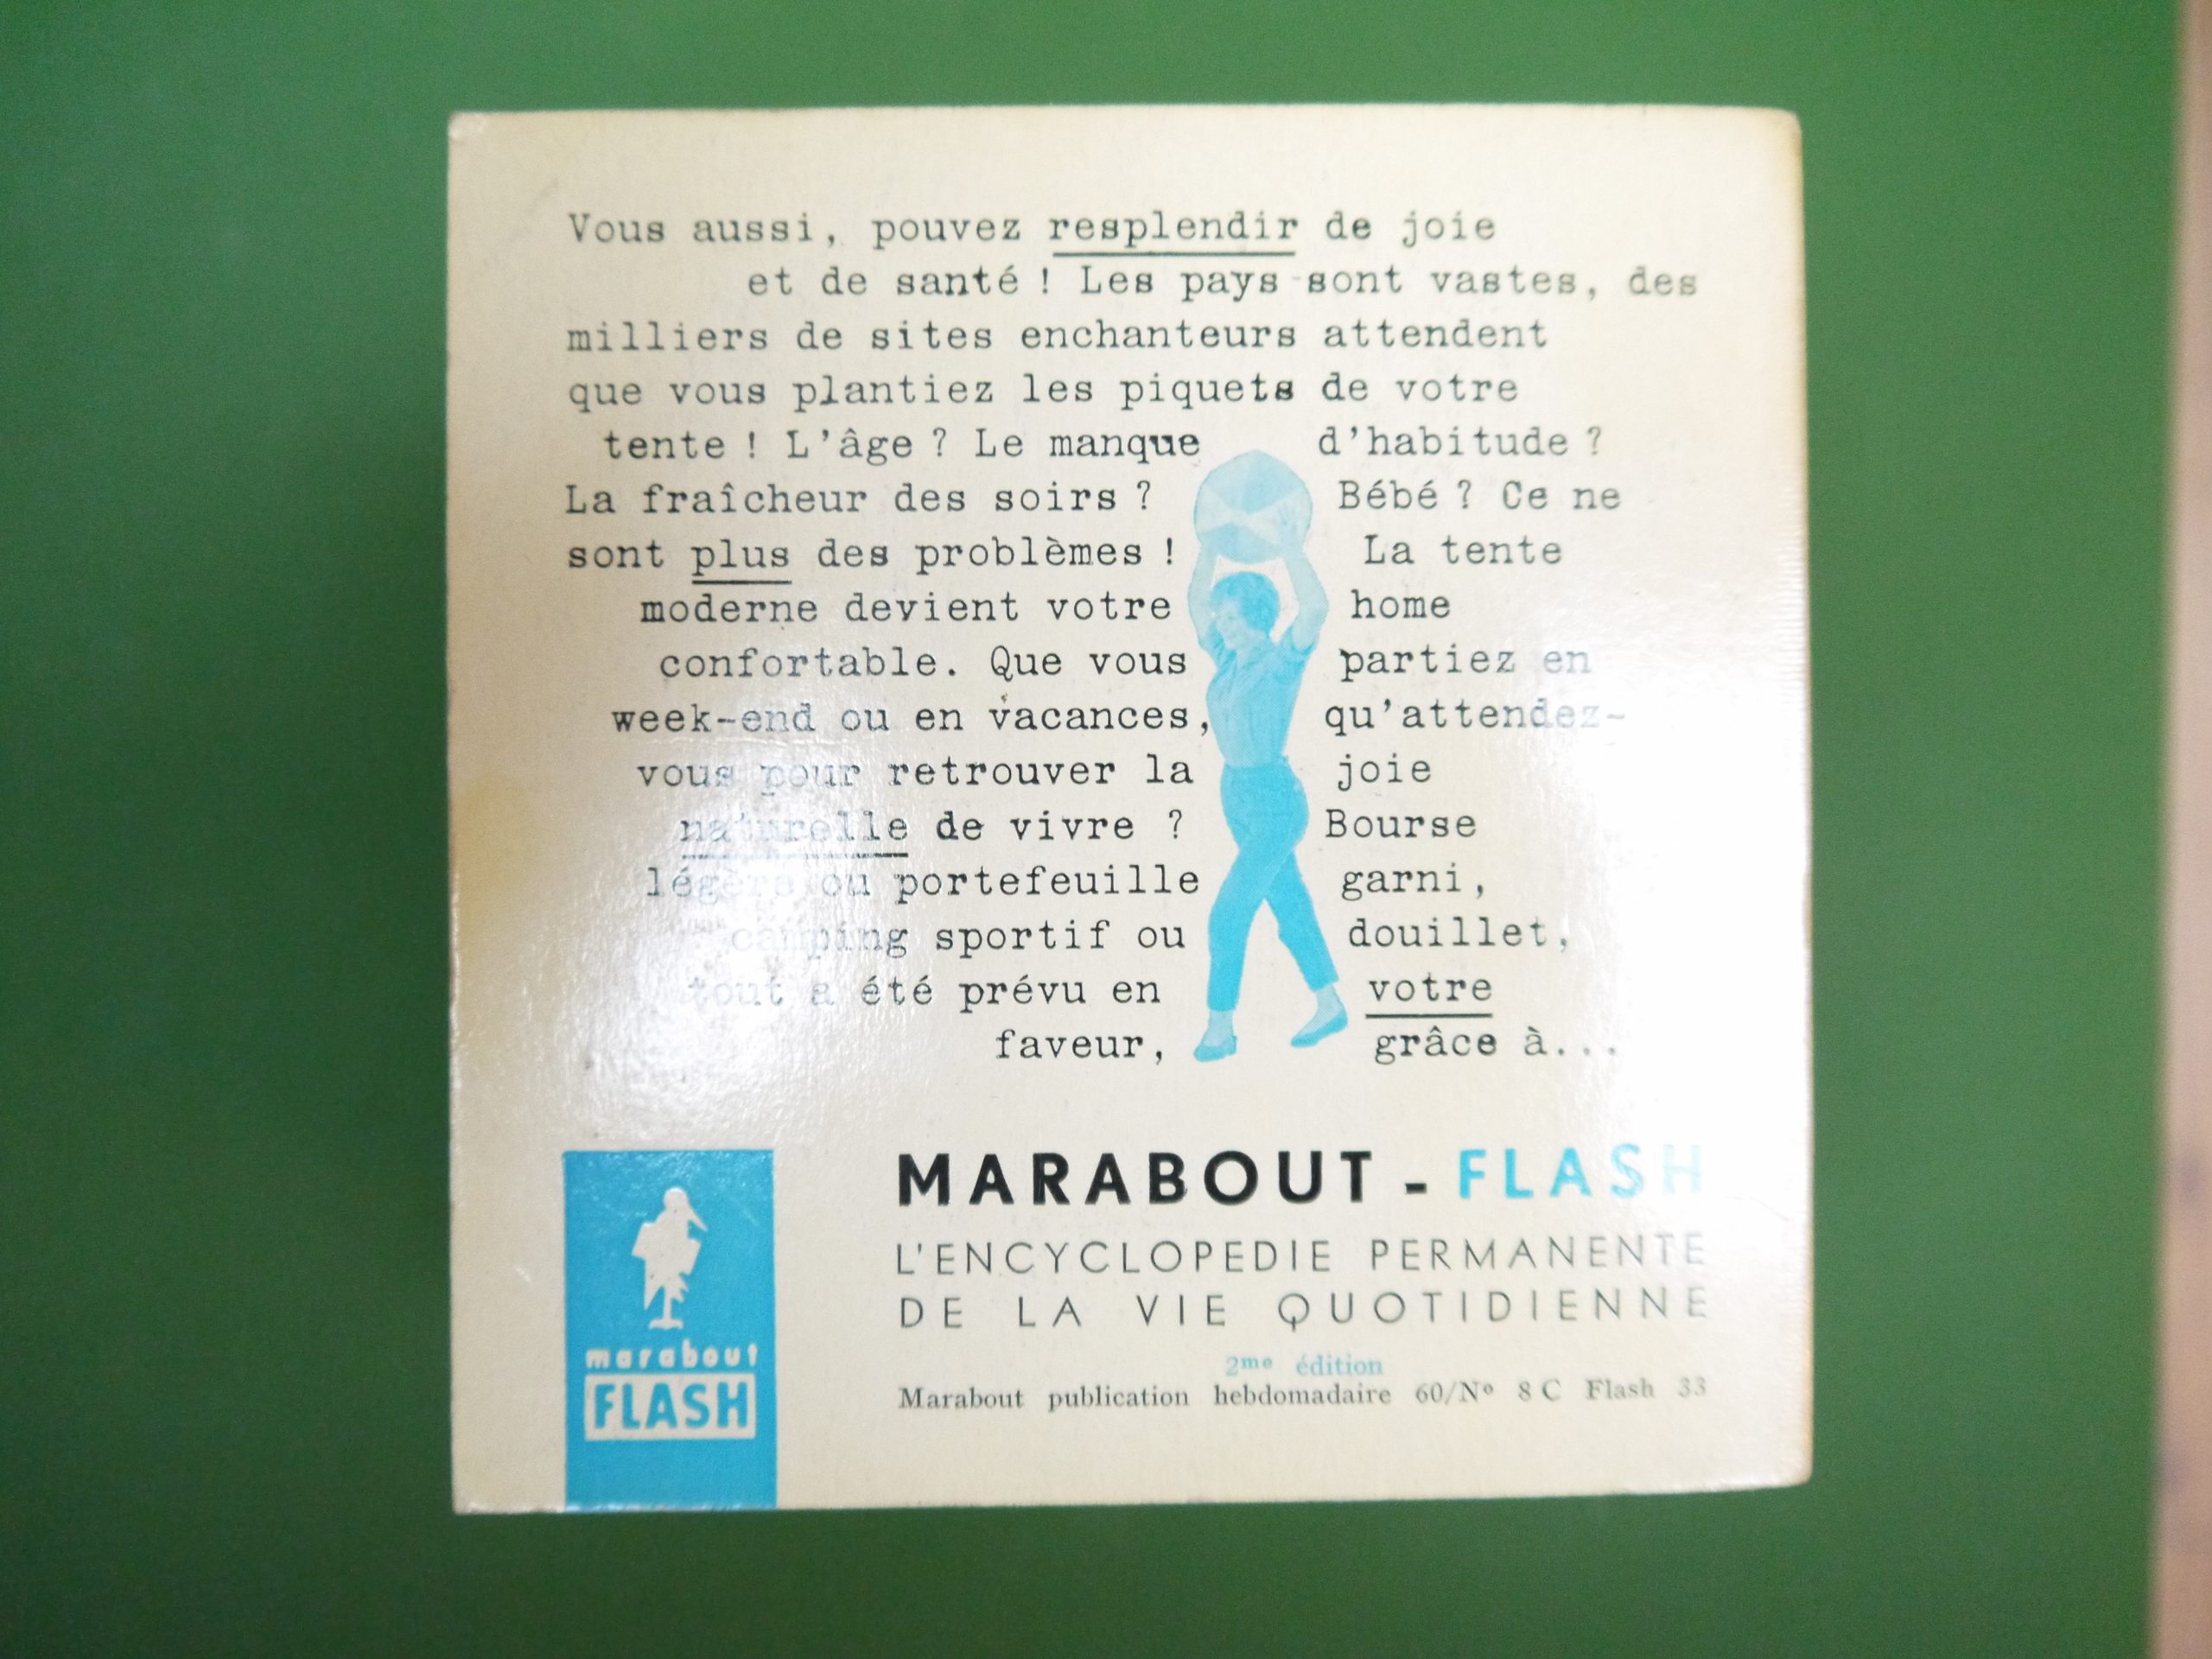 Vous aussi, pouvez resplendir de joie
et de santé ! Les pays sont vastes, des
milliers de sites enchanteurs attendent
que vous plantiez les piquets de votre
tente ! L'âge ? Le manque d'habitude ?
La fraîcheur des soirs ? Bébé ? Ce ne
sont plus des problèmes ! La tente
moderne devient votre home
confortable. Que vous partiez en
week-end ou en vacances, qu'attendez-
vous pour retrouver la joie
naturelle de vivre ? Bourse
légère ou portefeuille garni,
camping sportif ou douillet,
tout a été prévu en votre
faveur, grâce à...
MARABOUT - FLASH
L'ENCYCLOPEDIE PERMANENTE
DE LA VIE QUOTIDIENNE
2me édition
Marabout publication hebdomadaire 60/Nº 8 C Flash 33
marabout
FLASH